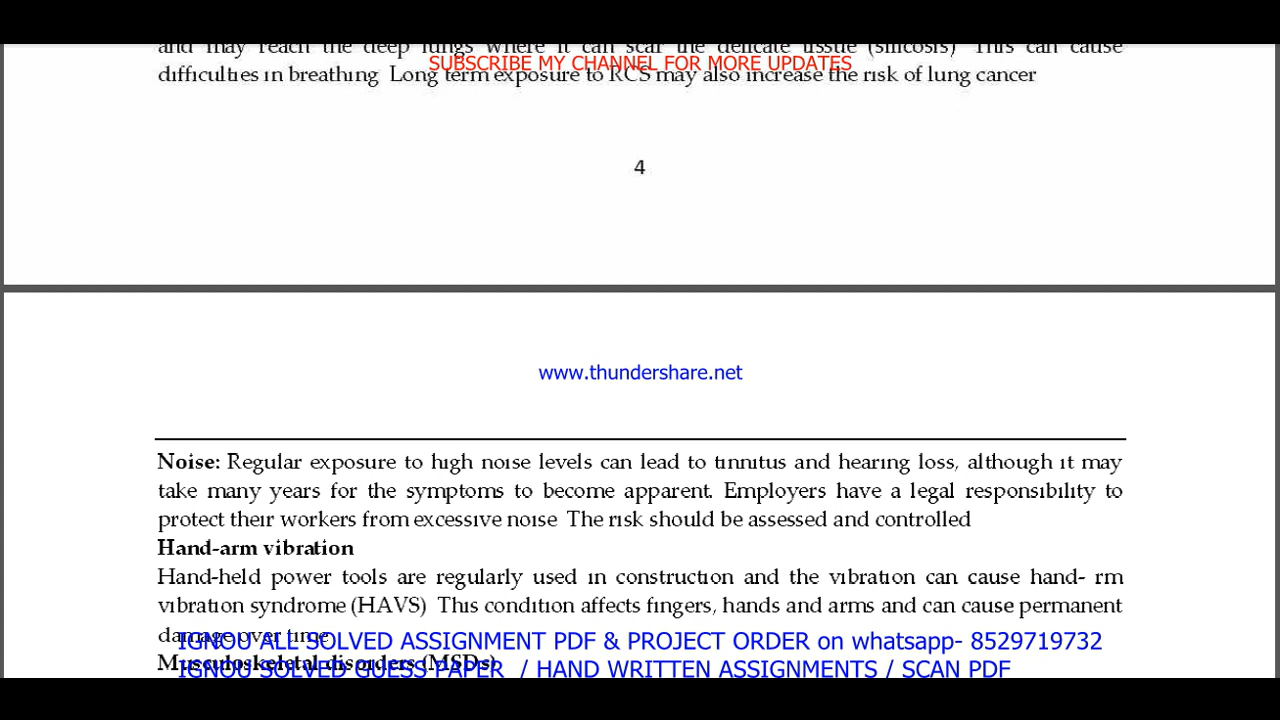 and may reach the deep lungs where it can scar the delicate tissue (silicosis) This can cause
SUBSCRIBE MY CHANNEL FOR MORE UPDATES
difficulties in breathing Long term exposure to RCS may also increase the risk of lung cancer
4
www.thundershare.net
Noise: Regular exposure to high noise levels can lead to tinnitus and hearing loss, although it may
take many years for the symptoms to become apparent. Employers have a legal responsibility to
protect their workers from excessive noise The risk should be assessed and controlled
Hand-arm vibration
Hand-held power tools are regularly used in construction and the vibration can cause hand- rm
vibration syndrome (HAVS) This condition affects fingers, hands and arms and can cause permanent
damage over time
IGNOU ALL SOLVED ASSIGNMENT PDF & PROJECT ORDER on whatsapp- 8529719732
Musculoskeletal disorders (MSDs)
IGNOU SOLVED GUESS PAPER / HAND WRITTEN ASSIGNMENTS / SCAN PDF